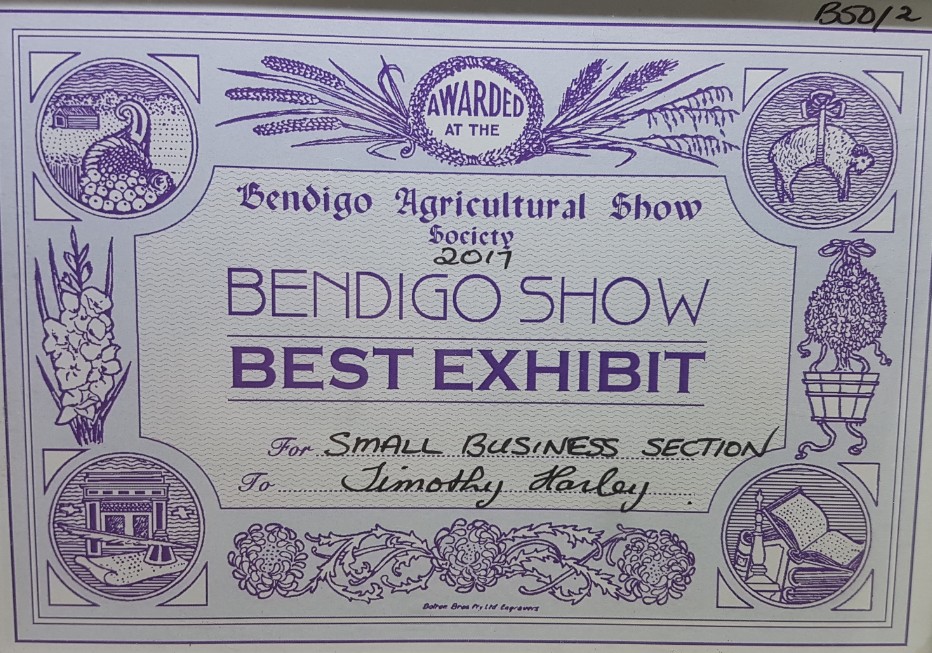 B50/2
AWARDED
AT THE
Bendigo Agricultural Show
Society
2017
BENDIGO SHOW
BEST EXHIBIT
For SMALL BUSINESS SECTION
To Timothy Harley
Bolton Bros Pty Ltd Engravers